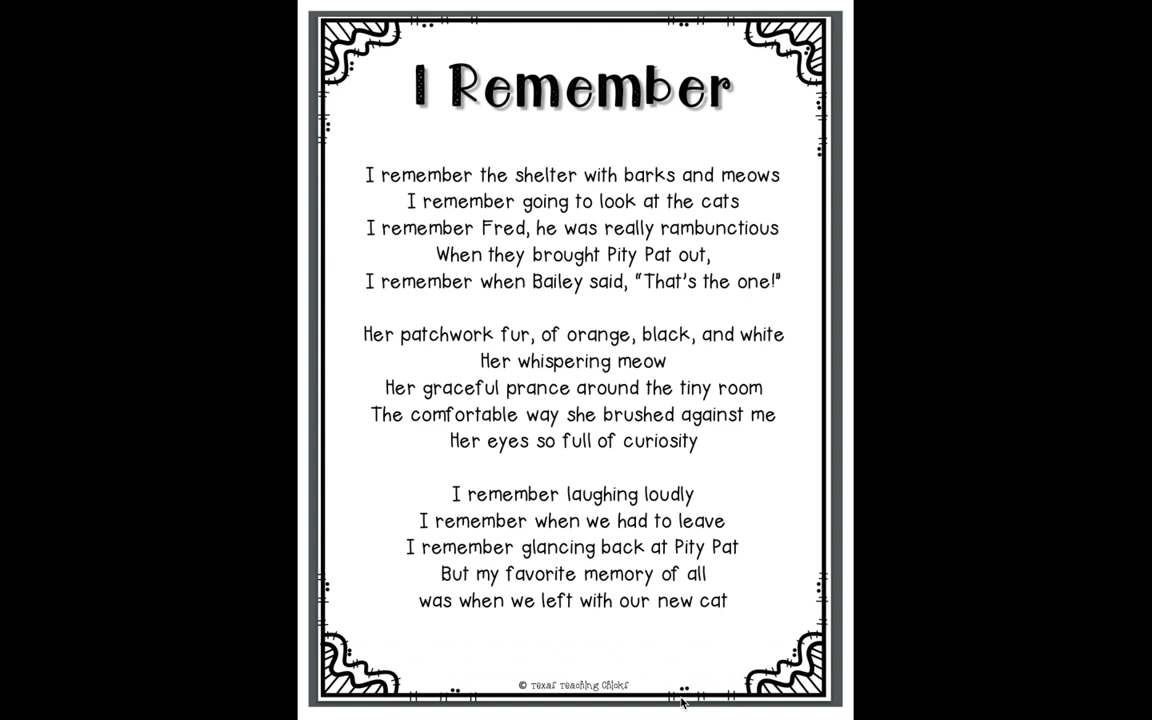 I Remember
I remember the shelter with barks and meows
I remember going to look at the cats
I remember Fred, he was really rambunctious
When they brought Pity Pat out,
I remember when Bailey said, "That's the one!"
Her patchwork fur, of orange, black, and white
Her whispering meow
Her graceful prance around the tiny room
The comfortable way she brushed against me
Her eyes so full of curiosity
I remember laughing loudly
I remember when we had to leave
I remember glancing back at Pity Pat
But my favorite memory of all
was when we left with our new cat
© Texas Teaching Chicks